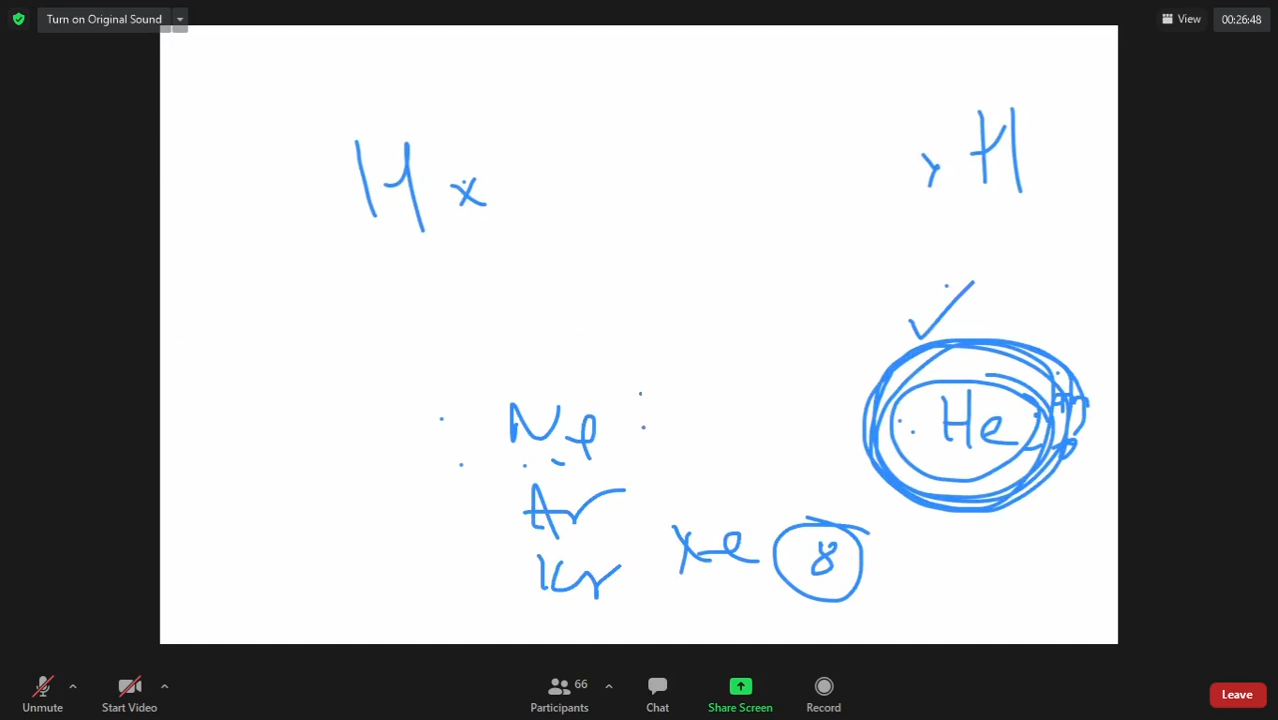 Turn on Original Sound
View
00:26:48
H x
x H
He
Ne
Ar
Kr
Xe 8
Unmute
Start Video
66
Participants
Chat
Share Screen
Record
Leave